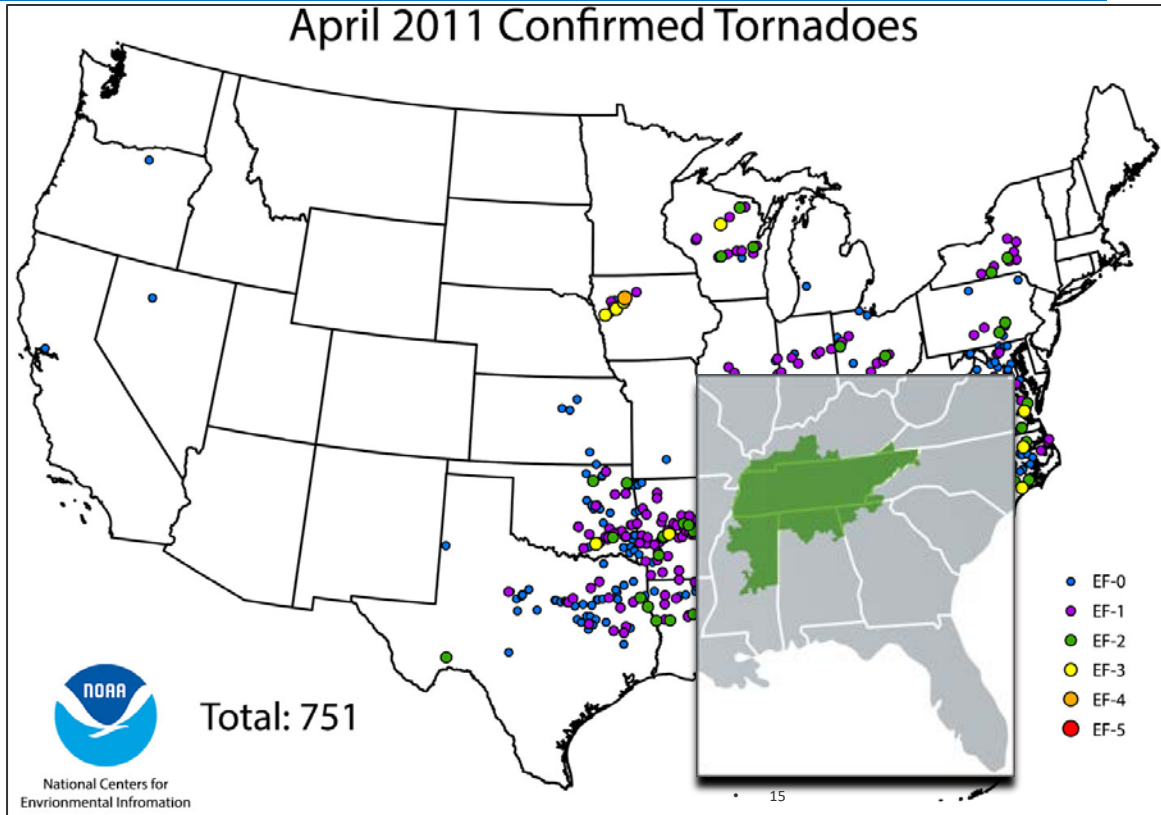 April 2011 Confirmed Tornadoes
EF-0
EF-1
EF-2
EF-3
EF-4
EF-5
NOAA
Total: 751
National Centers for
Envrionmental Infromation
• 15